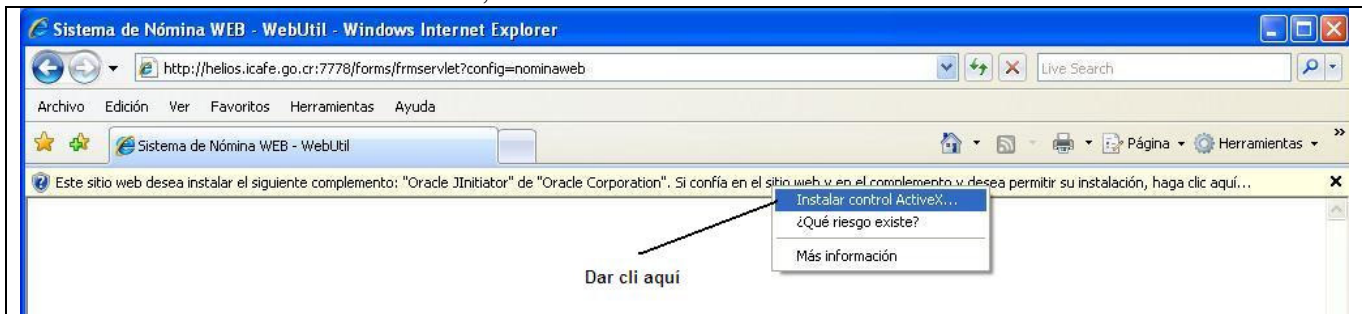 Sistema de Nómina WEB - WebUtil - Windows Internet Explorer
http://helios.icafe.go.cr:7778/forms/frmservlet?config=nominaweb
Live Search
Archivo Edición Ver Favoritos Herramientas Ayuda
Sistema de Nómina WEB - WebUtil
Página
Herramientas
Este sitio web desea instalar el siguiente complemento: "Oracle JInitiator" de "Oracle Corporation". Si confía en el sitio web y en el complemento y desea permitir su instalación, haga clic aquí...
Instalar control ActiveX...
¿Qué riesgo existe?
Más información
Dar cli aquí